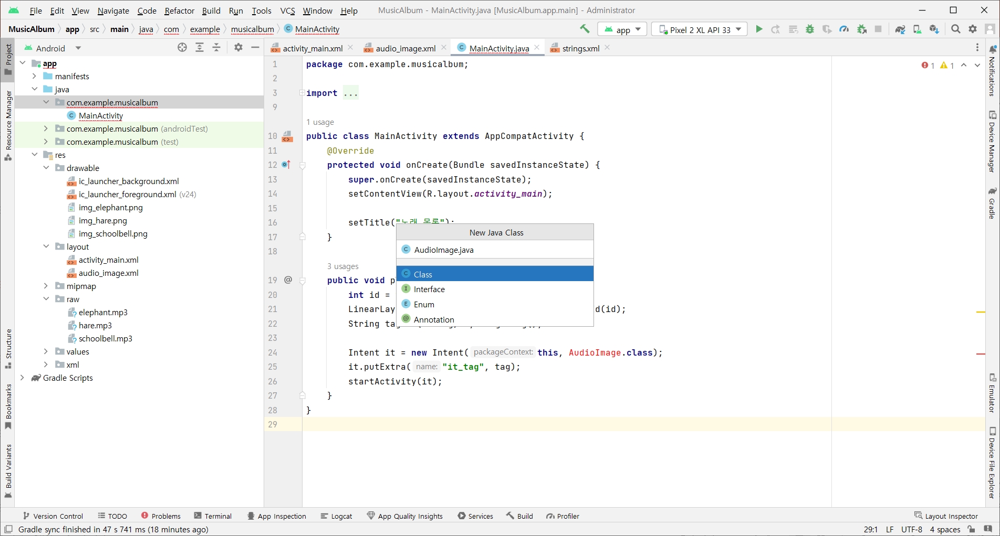 File Edit View Navigate Code Refactor Build Run Tools VCS Window Help MusicAlbum - MainActivity.java [MusicAlbum.app.main] - Administrator
MusicAlbum app src main java com example musicalbum MainActivity app Pixel 2 XL API 33
Project
Resource Manager
Structure
Bookmarks
Build Variants
Android
app
manifests
java
com.example.musicalbum
MainActivity
com.example.musicalbum (androidTest)
com.example.musicalbum (test)
res
drawable
ic_launcher_background.xml
ic_launcher_foreground.xml (v24)
img_elephant.png
img_hare.png
img_schoolbell.png
layout
activity_main.xml
audio_image.xml
mipmap
raw
elephant.mp3
hare.mp3
schoolbell.mp3
values
xml
Gradle Scripts
activity_main.xml audio_image.xml MainActivity.java strings.xml
1 package com.example.musicalbum;
2
3 import ...
9
1 usage
10 public class MainActivity extends AppCompatActivity {
11 @Override
12 protected void onCreate(Bundle savedInstanceState) {
13 super.onCreate(savedInstanceState);
14 setContentView(R.layout.activity_main);
15
16 setTitle("노래 목록");
17 }
18
3 usages
19 @ public void p
20 int id =
21 LinearLay d(id);
22 String ta
23
24 Intent it = new Intent( packageContext: this, AudioImage.class);
25 it.putExtra( name: "it_tag", tag);
26 startActivity(it);
27 }
28 }
29
New Java Class
AudioImage.java
Class
Interface
Enum
Annotation
1 1
Notifications
Device Manager
Gradle
Emulator
Device File Explorer
Version Control TODO Problems Terminal App Inspection Logcat App Quality Insights Services Build Profiler Layout Inspector
Gradle sync finished in 47 s 741 ms (18 minutes ago) 29:1 LF UTF-8 4 spaces